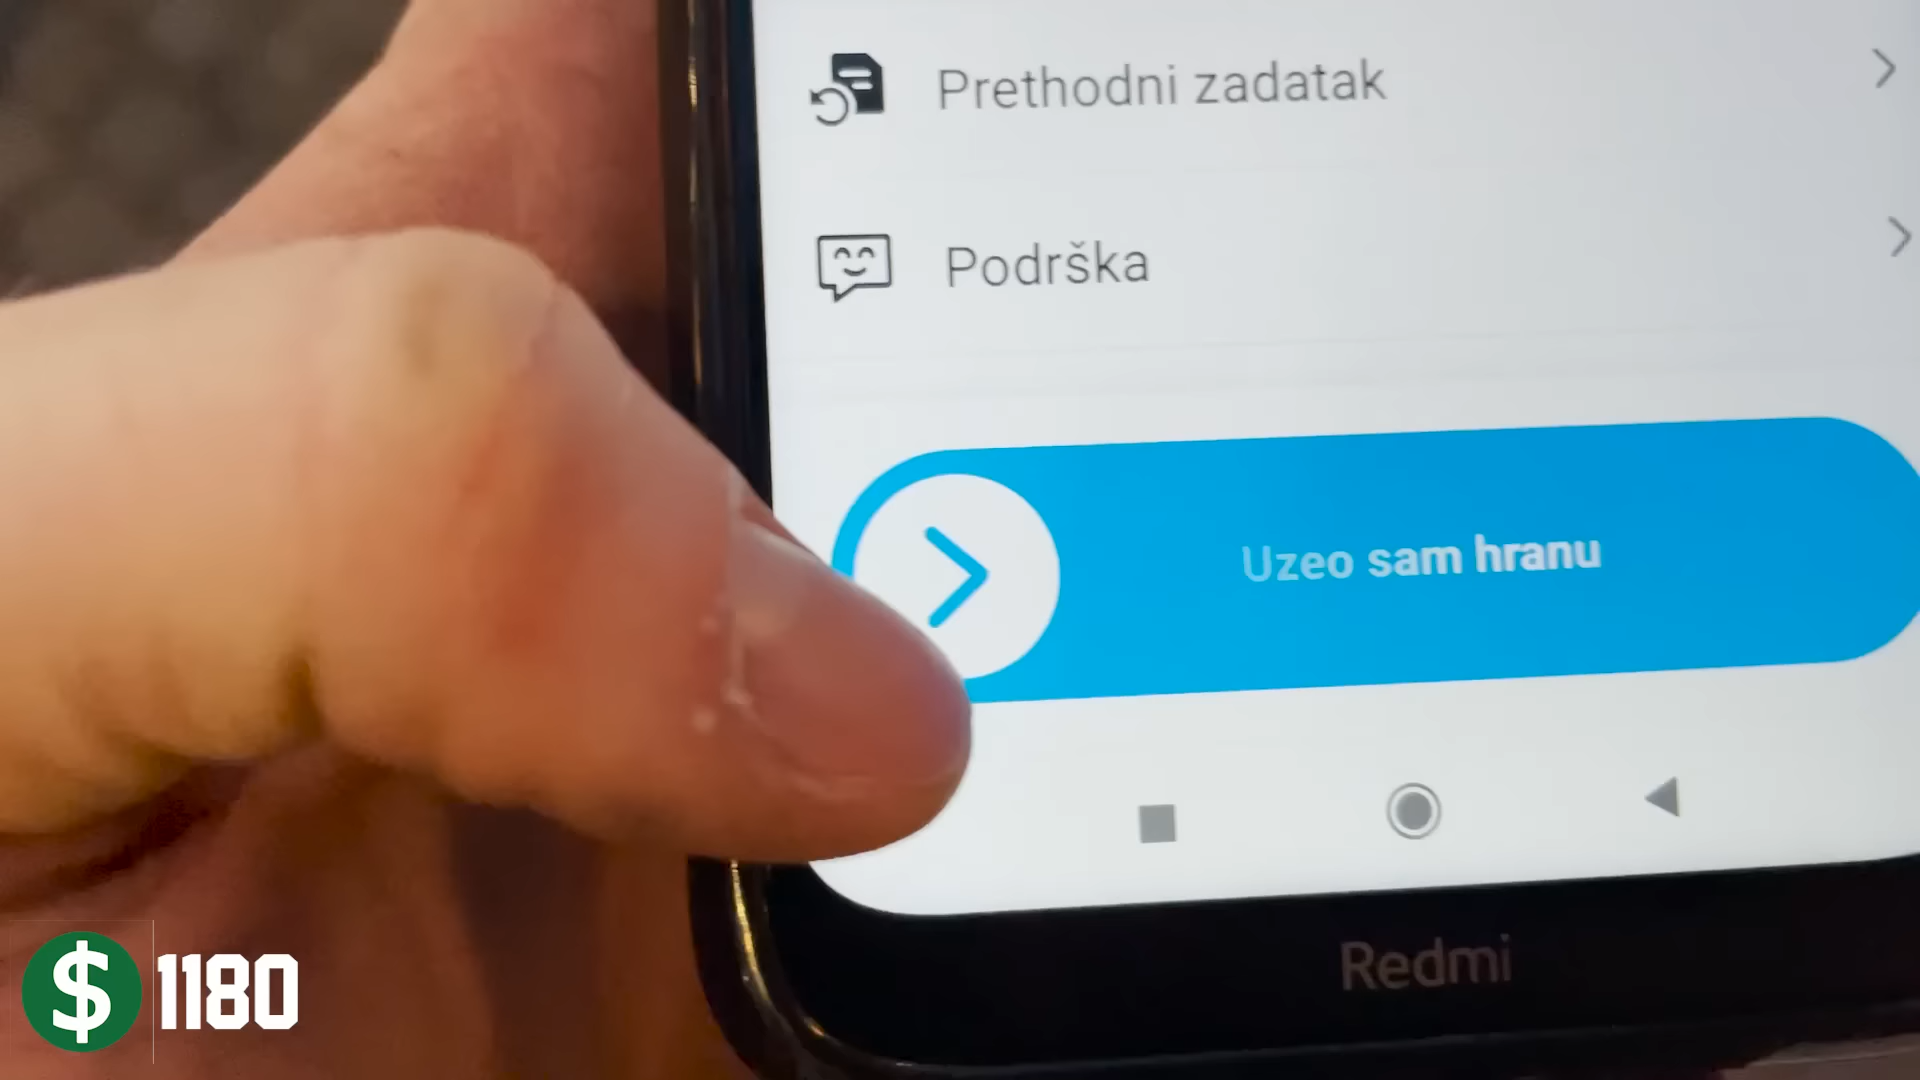 Prethodni zadatak
Podrška
Uzeo sam hranu
Redmi
$ 1180